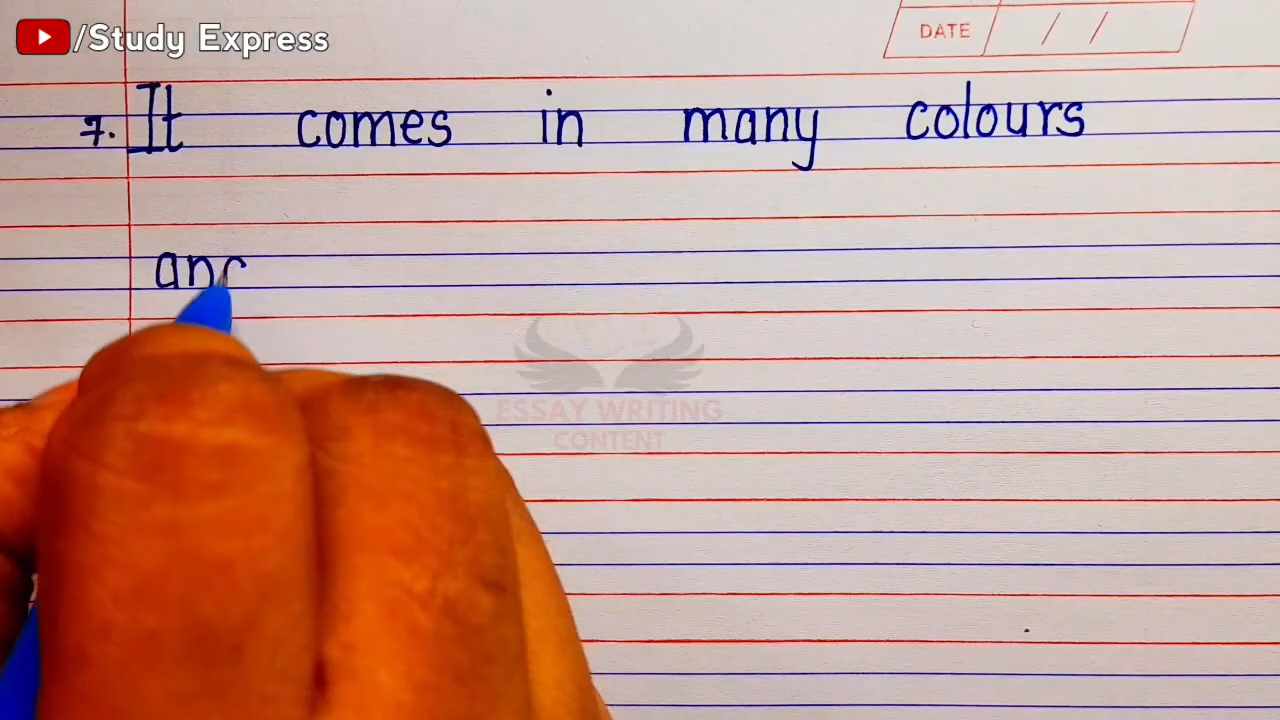 /Study Express
DATE / /
7. It comes in many colours
anc
ESSAY WRITING
CONTENT